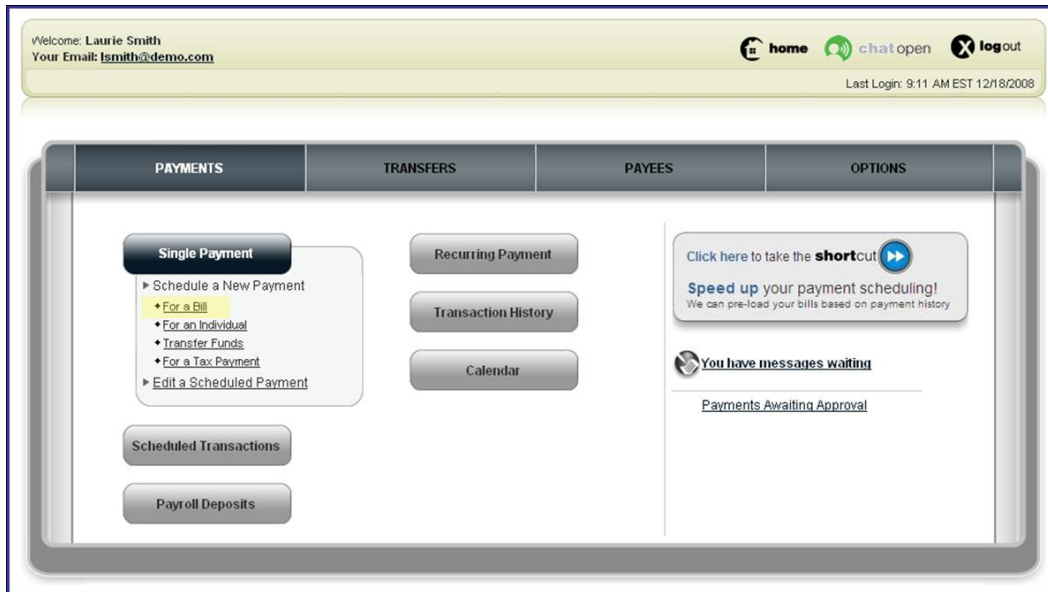 Welcome: Laurie Smith
Your Email: lsmith@demo.com
home
chat open
logout
Last Login: 9:11 AM EST 12/18/2008
PAYMENTS
TRANSFERS
PAYEES
OPTIONS
Single Payment
Schedule a New Payment
For a Bill
For an Individual
Transfer Funds
For a Tax Payment
Edit a Scheduled Payment
Scheduled Transactions
Payroll Deposits
Recurring Payment
Transaction History
Calendar
Click here to take the shortcut
Speed up your payment scheduling!
We can pre-load your bills based on payment history
You have messages waiting
Payments Awaiting Approval